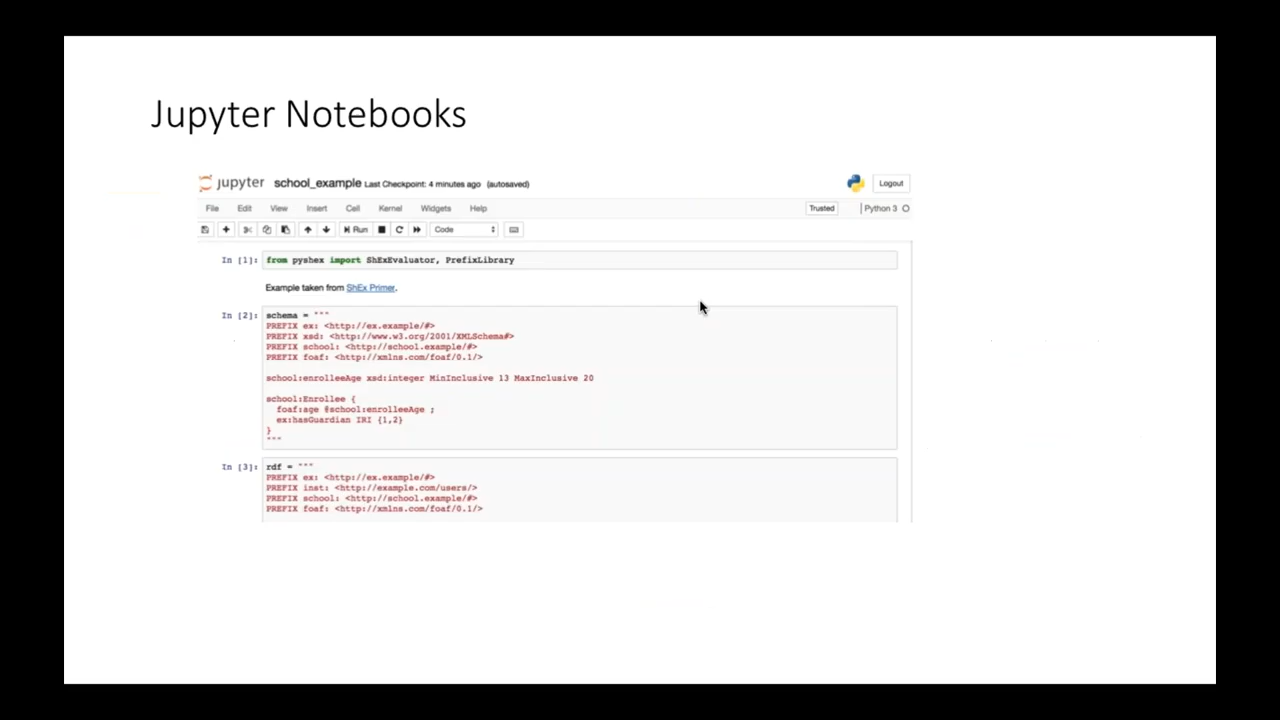 Jupyter Notebooks
jupyter school_example Last Checkpoint: 4 minutes ago (autosaved) Logout
File Edit View Insert Cell Kernel Widgets Help Trusted Python 3
Run Code
In [1]: from pyshex import ShExEvaluator, PrefixLibrary
Example taken from ShEx Primer.
In [2]: schema = """
PREFIX ex: <http://ex.example/#>
PREFIX xsd: <http://www.w3.org/2001/XMLSchema#>
PREFIX school: <http://school.example/#>
PREFIX foaf: <http://xmlns.com/foaf/0.1/>
school:enrolleeAge xsd:integer MinInclusive 13 MaxInclusive 20
school:Enrollee {
foaf:age @school:enrolleeAge ;
ex:hasGuardian IRI {1,2}
}
"""
In [3]: rdf = """
PREFIX ex: <http://ex.example/#>
PREFIX inst: <http://example.com/users/>
PREFIX school: <http://school.example/#>
PREFIX foaf: <http://xmlns.com/foaf/0.1/>